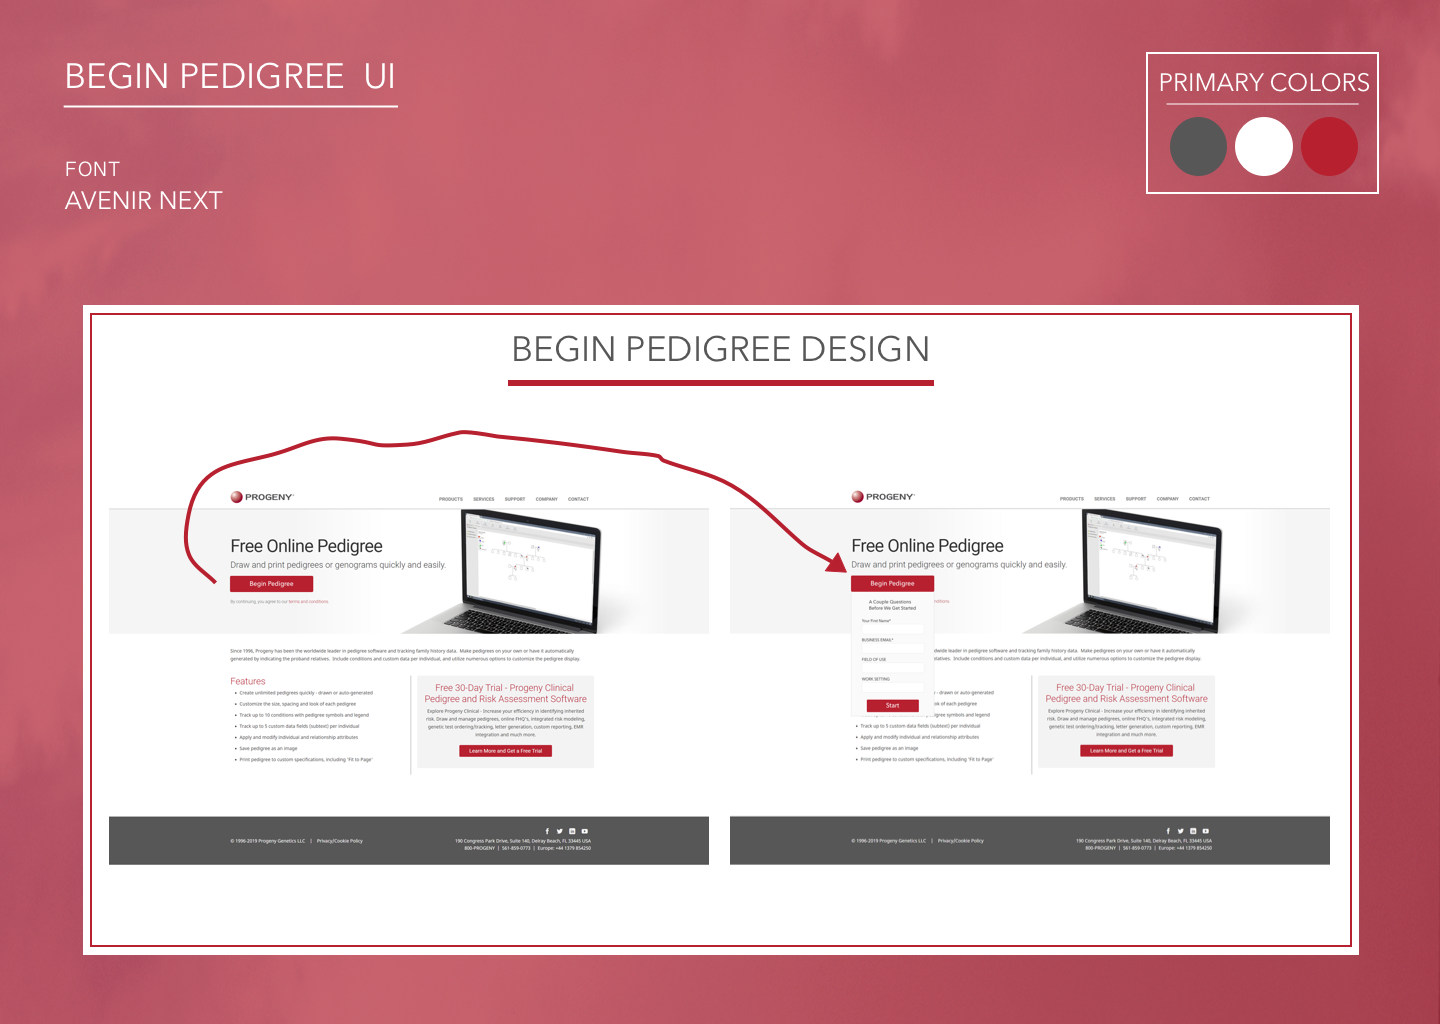 BEGIN PEDIGREE UI
PRIMARY COLORS
FONT
AVENIR NEXT
BEGIN PEDIGREE DESIGN
PROGENY
PRODUCTS SERVICES SUPPORT COMPANY CONTACT
Free Online Pedigree
Draw and print pedigrees or genograms quickly and easily.
Begin Pedigree
By continuing, you agree to our terms and conditions.
Since 1996, Progeny has been the worldwide leader in pedigree software and tracking family history data. Make pedigrees on your own or have it automatically
generated by indicating the proband relatives. Include conditions and custom data per individual, and utilize numerous options to customize the pedigree display.
Features
• Create unlimited pedigrees quickly - drawn or auto-generated
• Customize the size, spacing and look of each pedigree
• Track up to 10 conditions with pedigree symbols and legend
• Track up to 5 custom data fields (subtext) per individual
• Apply and modify individual and relationship attributes
• Save pedigree as an image
• Print pedigree to custom specifications, including 'Fit to Page'
Free 30-Day Trial - Progeny Clinical
Pedigree and Risk Assessment Software
Explore Progeny Clinical - Increase your efficiency in identifying inherited
risk. Draw and manage pedigrees, online FHQ's, integrated risk modeling,
genetic test ordering/tracking, letter generation, custom reporting, EMR
integration and much more.
Learn More and Get a Free Trial
© 1996-2019 Progeny Genetics LLC | Privacy/Cookie Policy
190 Congress Park Drive, Suite 140, Delray Beach, FL 33445 USA
800-PROGENY | 561-859-0773 | Europe: +44 1379 854250
PROGENY
PRODUCTS SERVICES SUPPORT COMPANY CONTACT
Free Online Pedigree
Draw and print pedigrees or genograms quickly and easily.
Begin Pedigree
A Couple Questions
Before We Get Started
Your First Name*
BUSINESS EMAIL*
FIELD OF USE
WORK SETTING
Start
wide leader in pedigree software and tracking family history data. Make pedigrees on your own or have it automatically
relatives. Include conditions and custom data per individual, and utilize numerous options to customize the pedigree display.
- drawn or auto-generated
look of each pedigree
pedigree symbols and legend
• Track up to 5 custom data fields (subtext) per individual
• Apply and modify individual and relationship attributes
• Save pedigree as an image
• Print pedigree to custom specifications, including 'Fit to Page'
Free 30-Day Trial - Progeny Clinical
Pedigree and Risk Assessment Software
Explore Progeny Clinical - Increase your efficiency in identifying inherited
risk. Draw and manage pedigrees, online FHQ's, integrated risk modeling,
genetic test ordering/tracking, letter generation, custom reporting, EMR
integration and much more.
Learn More and Get a Free Trial
© 1996-2019 Progeny Genetics LLC | Privacy/Cookie Policy
190 Congress Park Drive, Suite 140, Delray Beach, FL 33445 USA
800-PROGENY | 561-859-0773 | Europe: +44 1379 854250